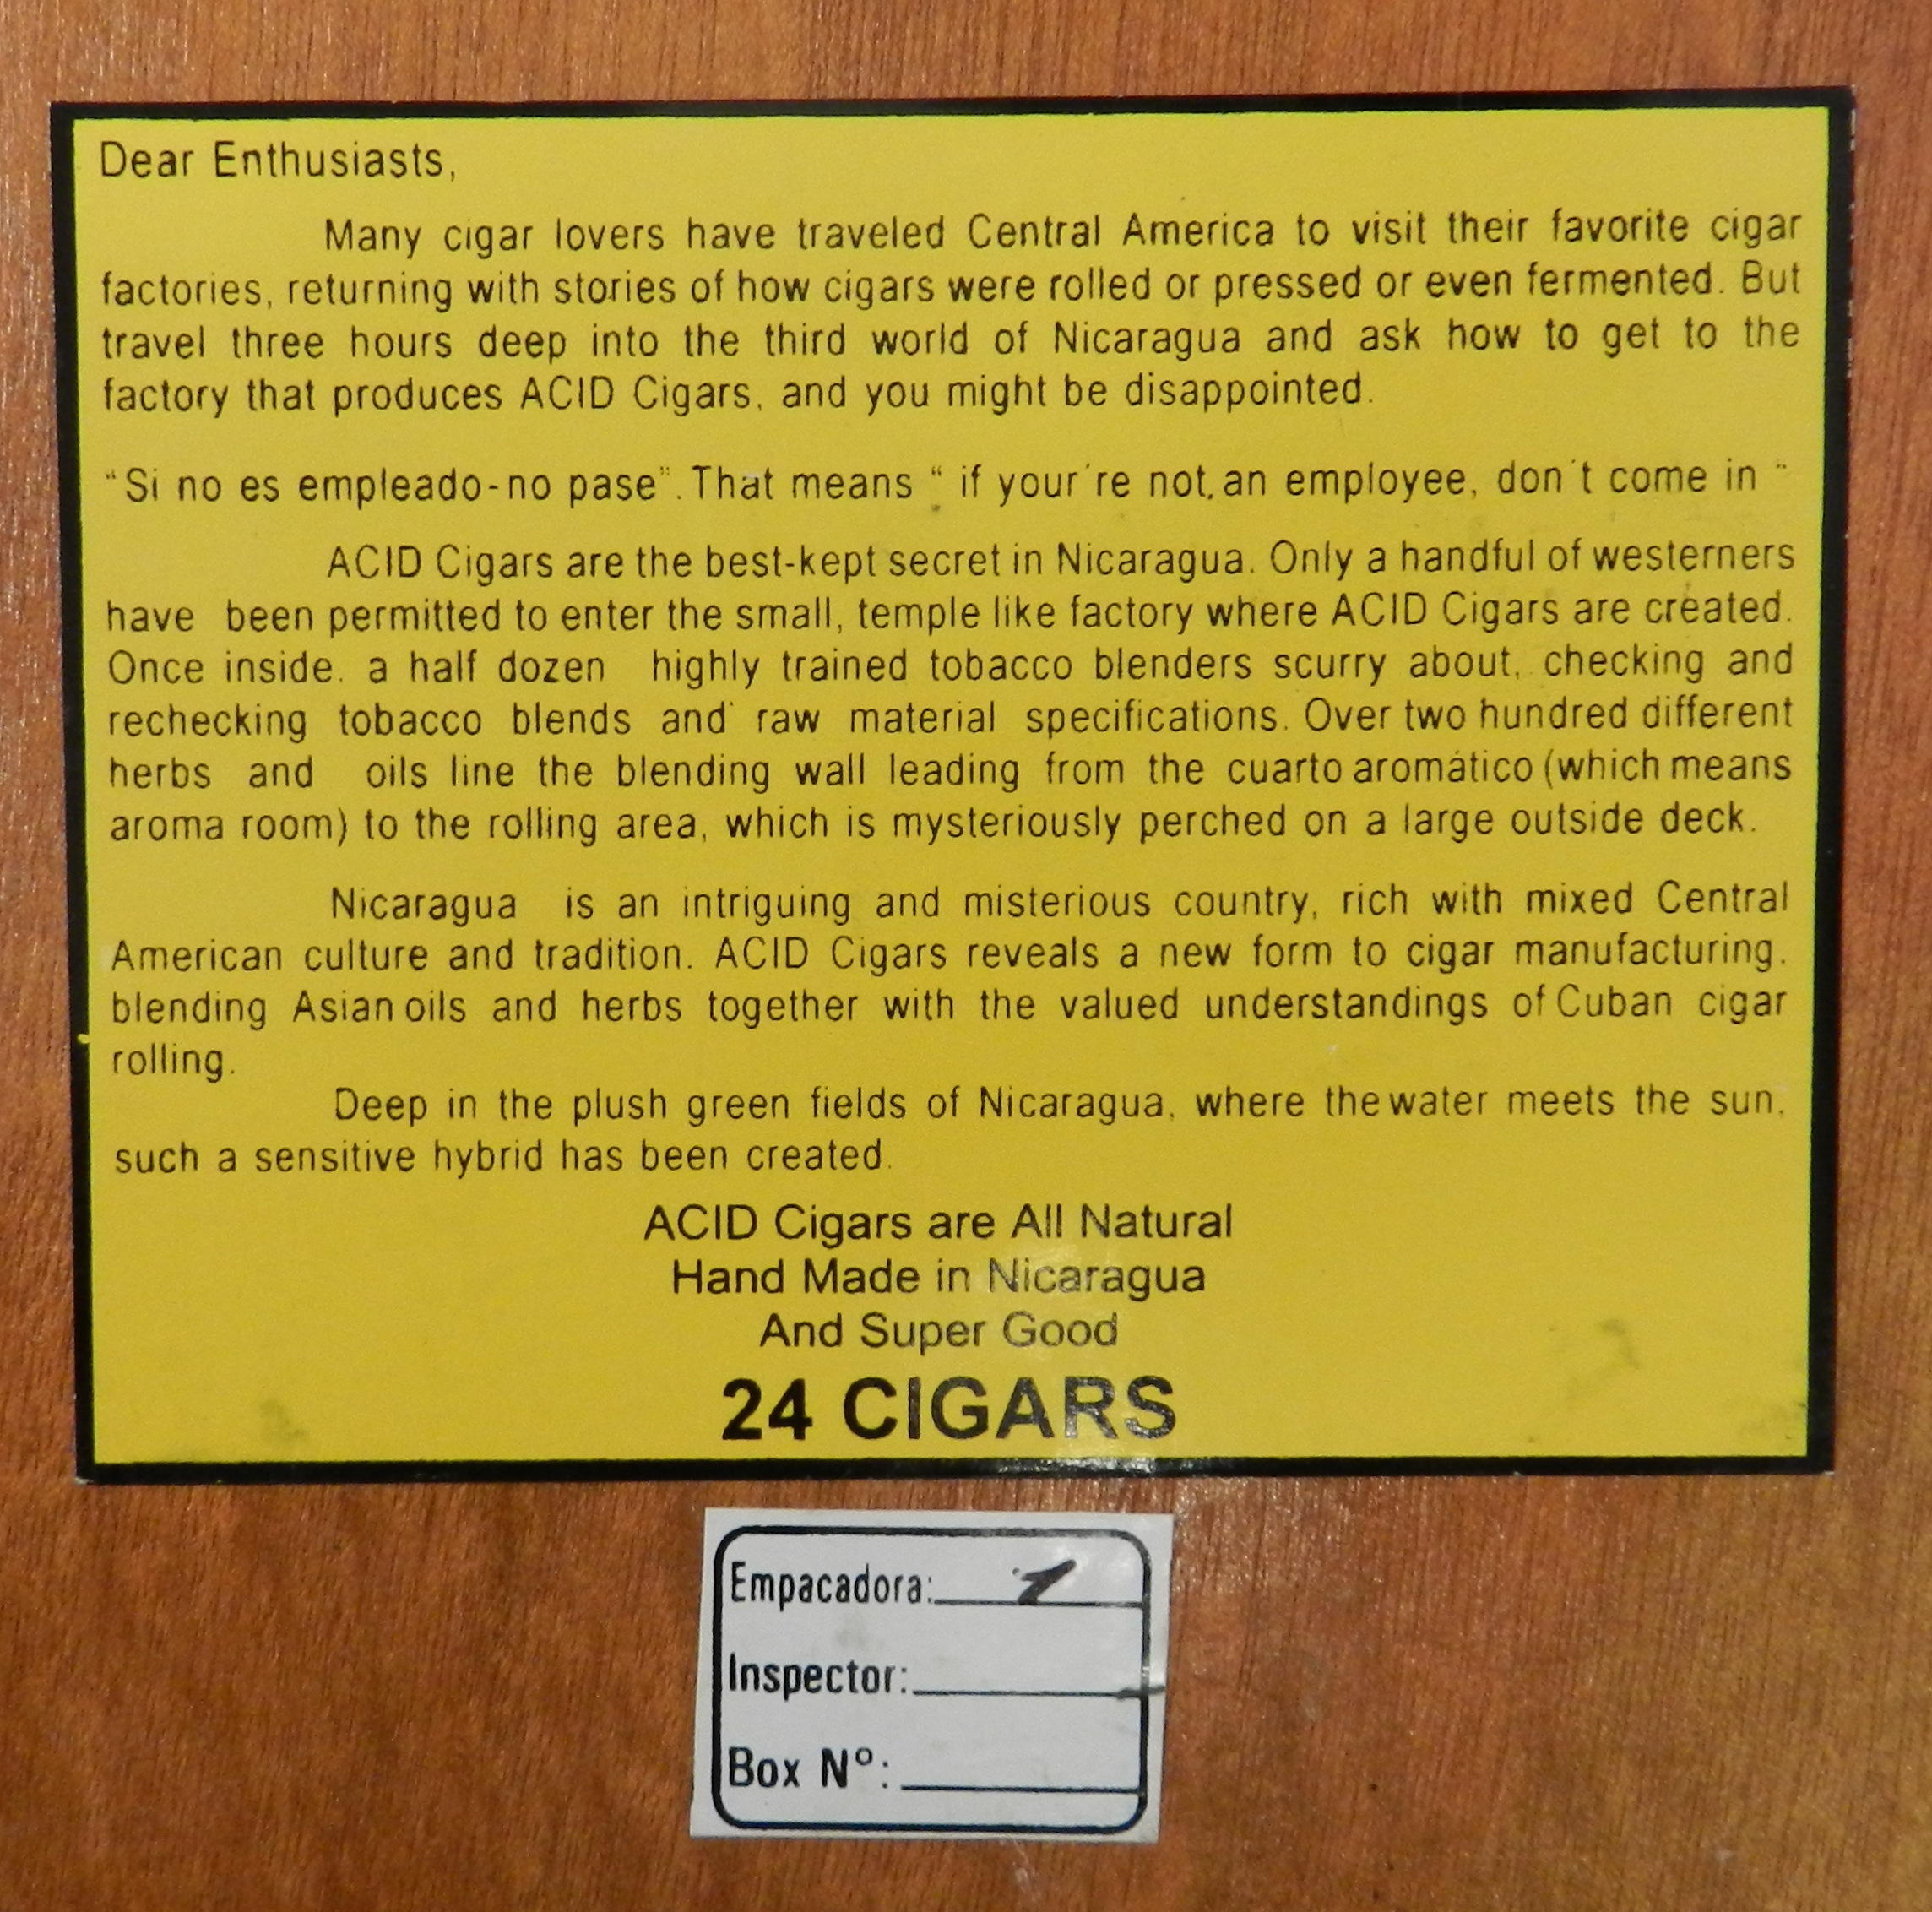 Dear Enthusiasts,
Many cigar lovers have traveled Central America to visit their favorite cigar
factories, returning with stories of how cigars were rolled or pressed or even fermented. But
travel three hours deep into the third world of Nicaragua and ask how to get to the
factory that produces ACID Cigars, and you might be disappointed.
"Si no es empleado-no pase". That means " if your're not, an employee, don't come in "
ACID Cigars are the best-kept secret in Nicaragua. Only a handful of westerners
have been permitted to enter the small, temple like factory where ACID Cigars are created.
Once inside. a half dozen highly trained tobacco blenders scurry about, checking and
rechecking tobacco blends and raw material specifications. Over two hundred different
herbs and oils line the blending wall leading from the cuarto aromático (which means
aroma room) to the rolling area, which is mysteriously perched on a large outside deck.
Nicaragua is an intriguing and misterious country, rich with mixed Central
American culture and tradition. ACID Cigars reveals a new form to cigar manufacturing.
blending Asian oils and herbs together with the valued understandings of Cuban cigar
rolling.
Deep in the plush green fields of Nicaragua, where the water meets the sun,
such a sensitive hybrid has been created.
ACID Cigars are All Natural
Hand Made in Nicaragua
And Super Good
24 CIGARS
Empacadora: 1
Inspector:
Box Nº: